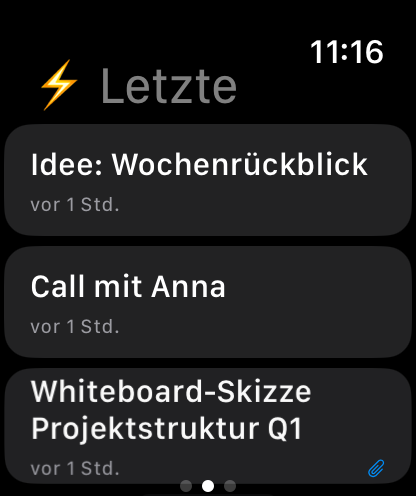 11:16
Letzte
Idee: Wochenrückblick
vor 1 Std.
Call mit Anna
vor 1 Std.
Whiteboard-Skizze
Projektstruktur Q1
vor 1 Std.